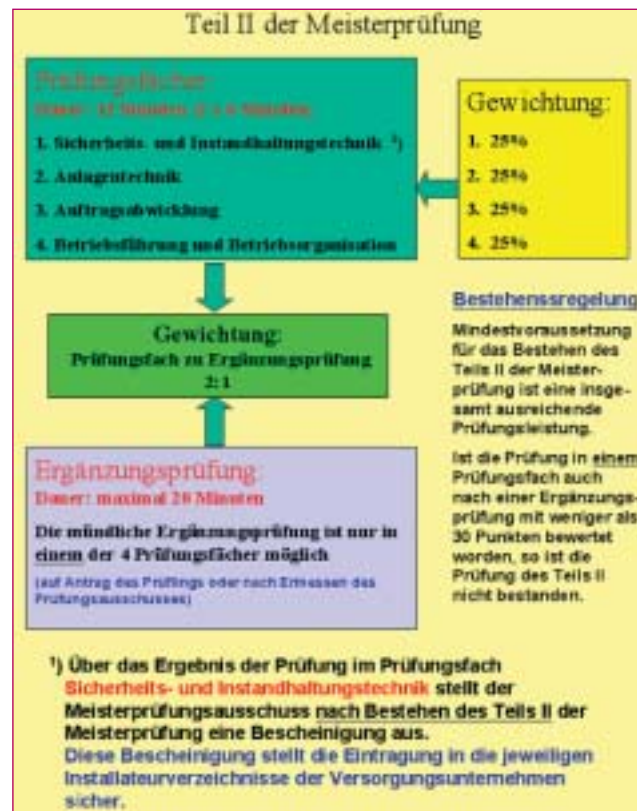 Teil II der Meisterprüfung
Prüfungsfächer:
1. Sicherheits- und Instandhaltungstechnik ¹)
2. Anlagentechnik
3. Auftragsabwicklung
4. Betriebsführung und Betriebsorganisation
Gewichtung:
1. 25%
2. 25%
3. 25%
4. 25%
Gewichtung:
Prüfungsfach zu Ergänzungsprüfung
2:1
Ergänzungsprüfung
Dauer: maximal 20 Minuten
Die mündliche Ergänzungsprüfung ist nur in
einem der 4 Prüfungsfächer möglich
(auf Antrag des Prüflings oder nach Ermessen des
Prüfungsausschusses)
Bestehenssregelung
Mindestvoraussetzung
für das Bestehen des
Teils II der Meister-
prüfung ist eine insge-
samt ausreichende
Prüfungsleistung.
Ist die Prüfung in einem
Prüfungsfach auch
nach einer Ergänzungs-
prüfung mit weniger als
30 Punkten bewertet
worden, so ist die
Prüfung des Teils II
nicht bestanden.
¹) Über das Ergebnis der Prüfung im Prüfungsfach
Sicherheits- und Instandhaltungstechnik stellt der
Meisterprüfungsausschuss nach Bestehen des Teils II der
Meisterprüfung eine Bescheinigung aus.
Diese Bescheinigung stellt die Eintragung in die jeweiligen
Installateurverzeichnisse der Versorgungsunternehmen
sicher.